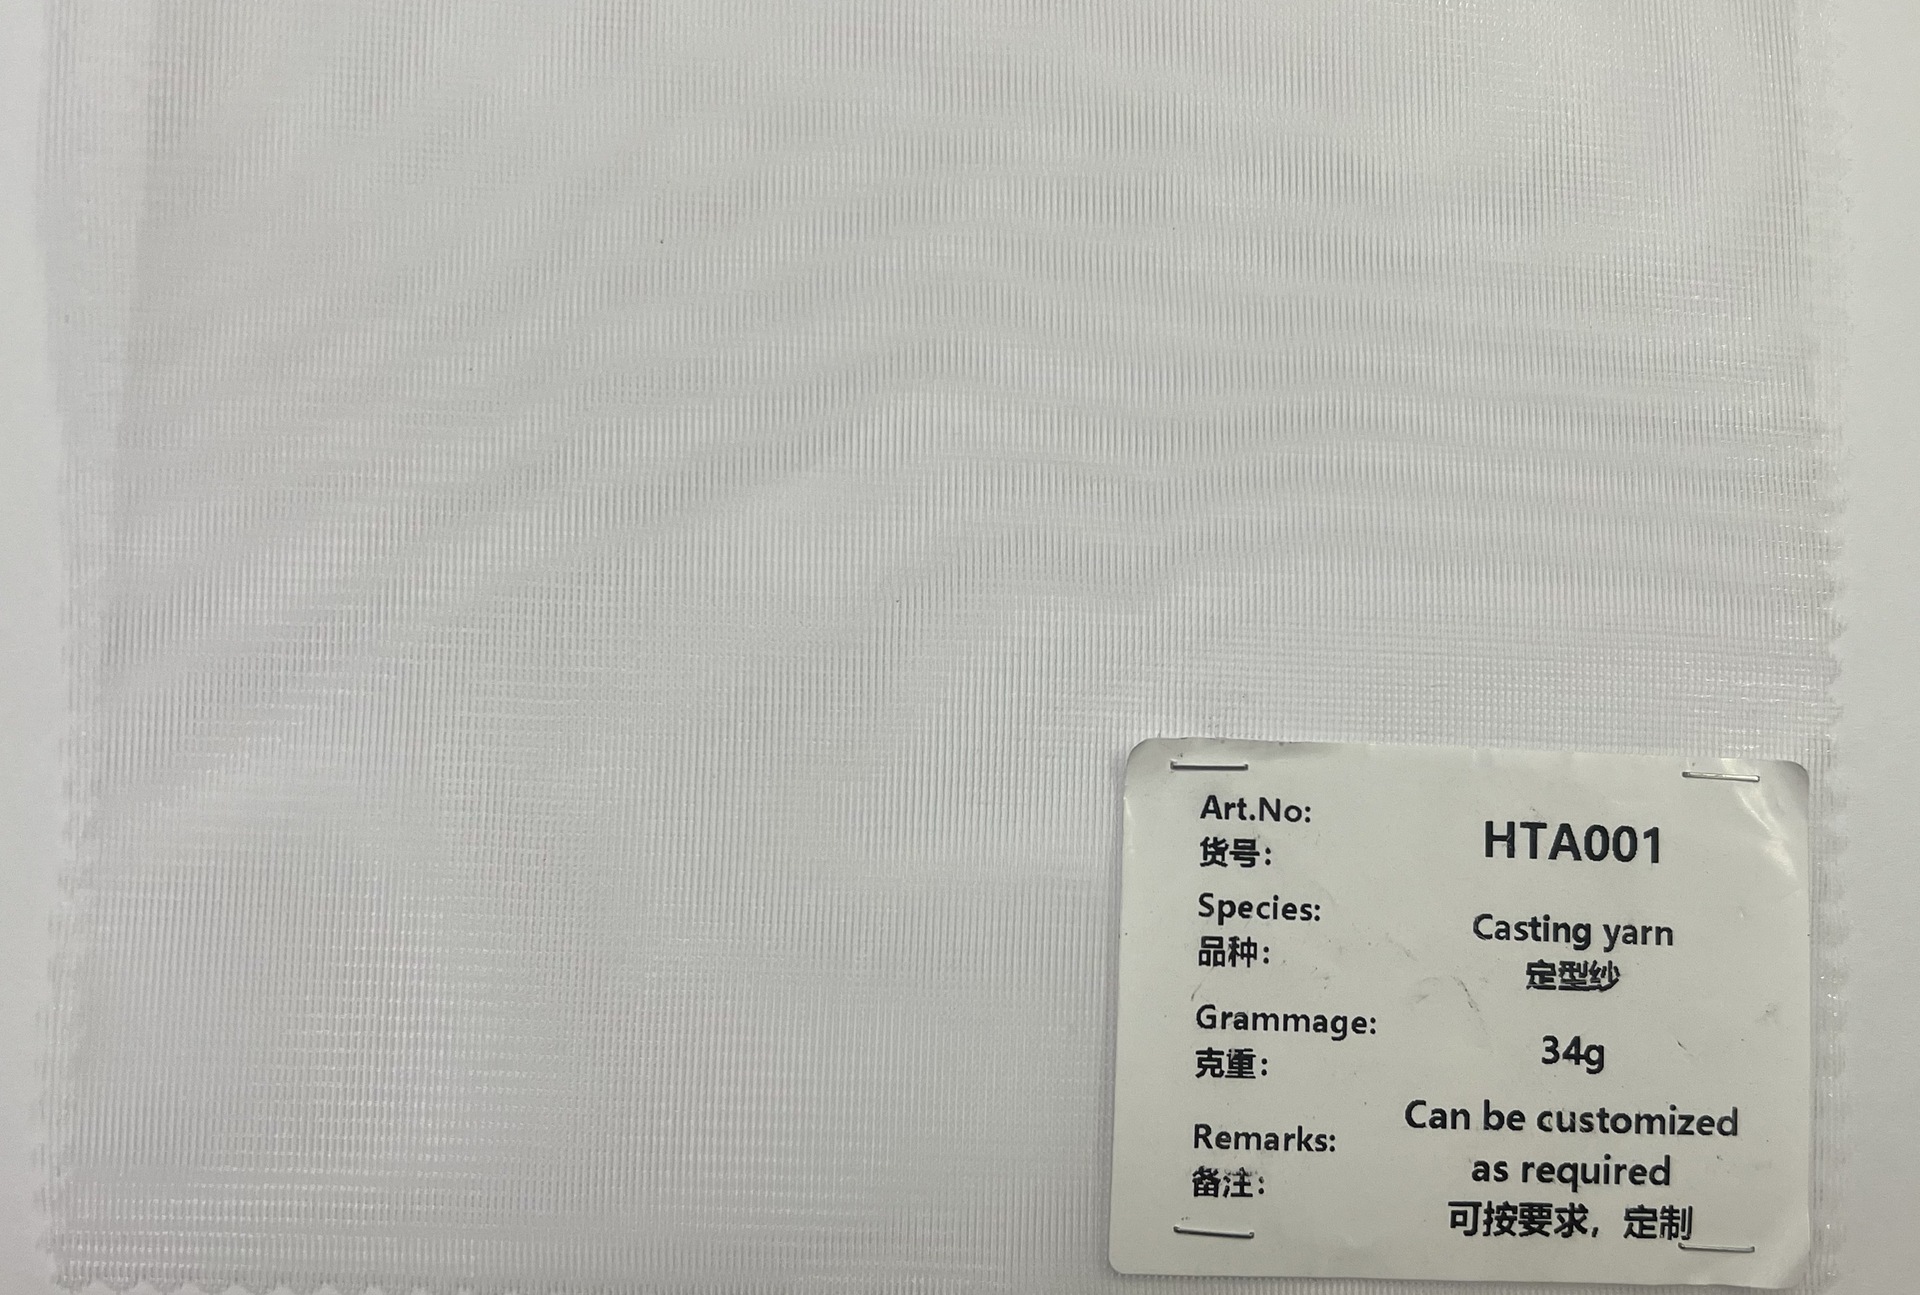 Art.No:
货号:
HTA001
Species:
品种:
Casting yarn
定型纱
Grammage:
克重:
34g
Remarks:
备注:
Can be customized
as required
可按要求，定制